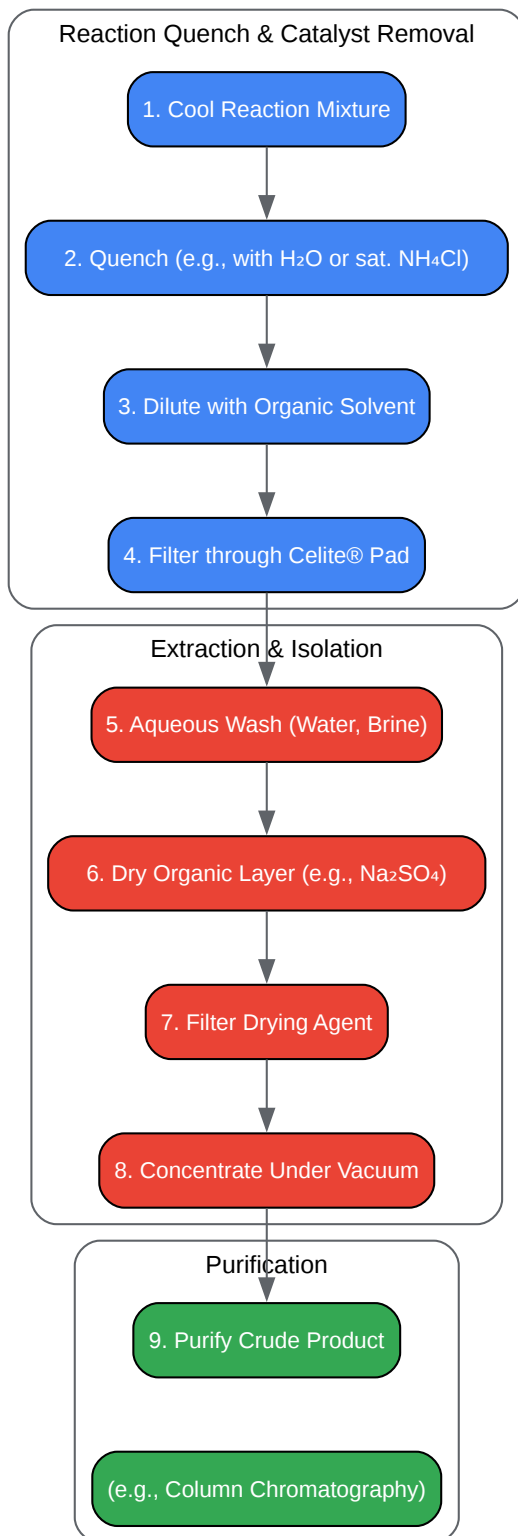 Reaction Quench & Catalyst Removal
1. Cool Reaction Mixture
2. Quench (e.g., with H₂O or sat. NH₄Cl)
3. Dilute with Organic Solvent
4. Filter through Celite® Pad
Extraction & Isolation
5. Aqueous Wash (Water, Brine)
6. Dry Organic Layer (e.g., Na₂SO₄)
7. Filter Drying Agent
8. Concentrate Under Vacuum
Purification
9. Purify Crude Product
(e.g., Column Chromatography)